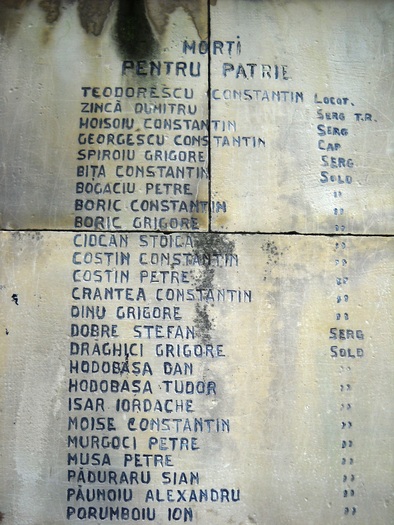 MORȚI
PENTRU PATRIE
TEODORESCU CONSTANTIN LOCOT.
ZINCĂ DUMITRU SERG T.R.
HOISOIU CONSTANTIN SERG
GEORGESCU CONSTANTIN CAP
SPIROIU GRIGORE SERG
BIȚA CONSTANTIN SOLD
BOGACIU PETRE ,,
BORIC CONSTANTIN ,,
BORIC GRIGORE ,,
CIOCAN STOICA ,,
COSTIN CONSTANTIN ,,
COSTIN PETRE ,,
CRANTEA CONSTANTIN ,,
DINU GRIGORE ,,
DOBRE STEFAN SERG
DRĂGHICI GRIGORE SOLD
HODOBAȘA DAN ,,
HODOBAȘA TUDOR ,,
ISAR IORDACHE ,,
MOISE CONSTANTIN ,,
MURGOCI PETRE ,,
MUSA PETRE ,,
PĂDURARU SIAN ,,
PĂUNOIU ALEXANDRU ,,
PORUMBOIU ION ,,